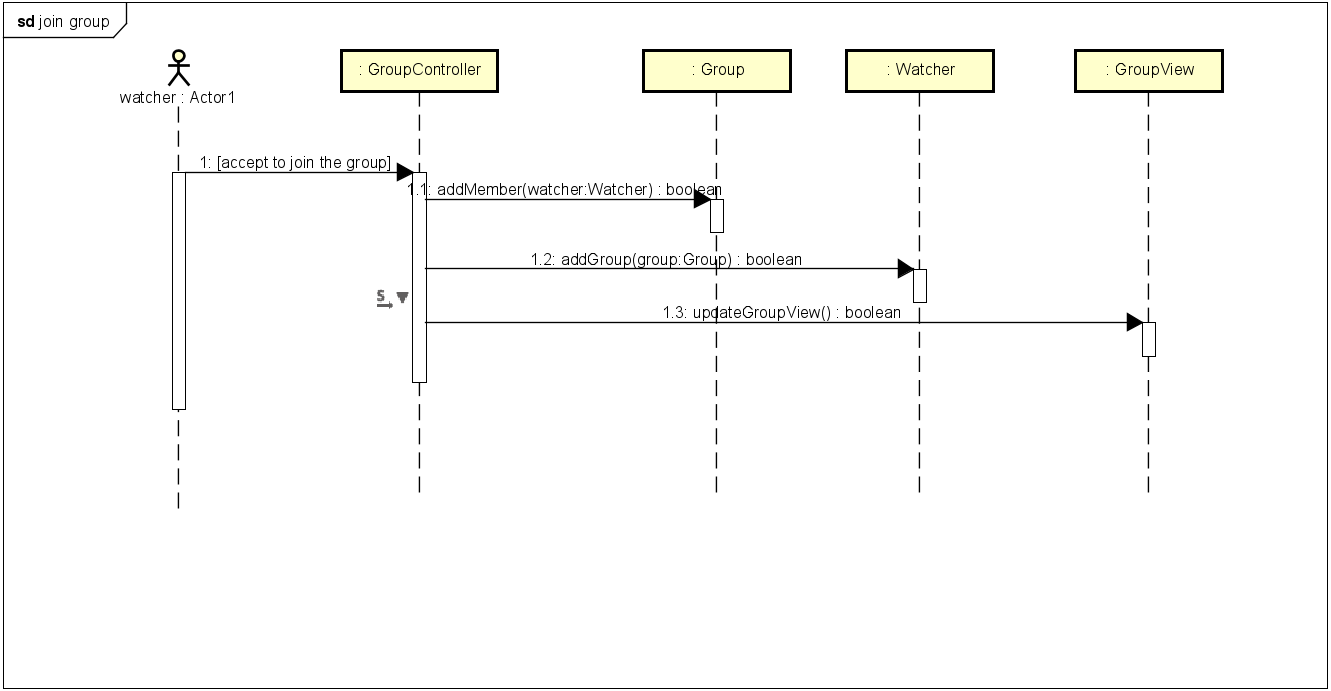 sd join group
watcher : Actor1
: GroupController
: Group
: Watcher
: GroupView
1: [accept to join the group]
1.1: addMember(watcher:Watcher) : boolean
1.2: addGroup(group:Group) : boolean
S
1.3: updateGroupView() : boolean